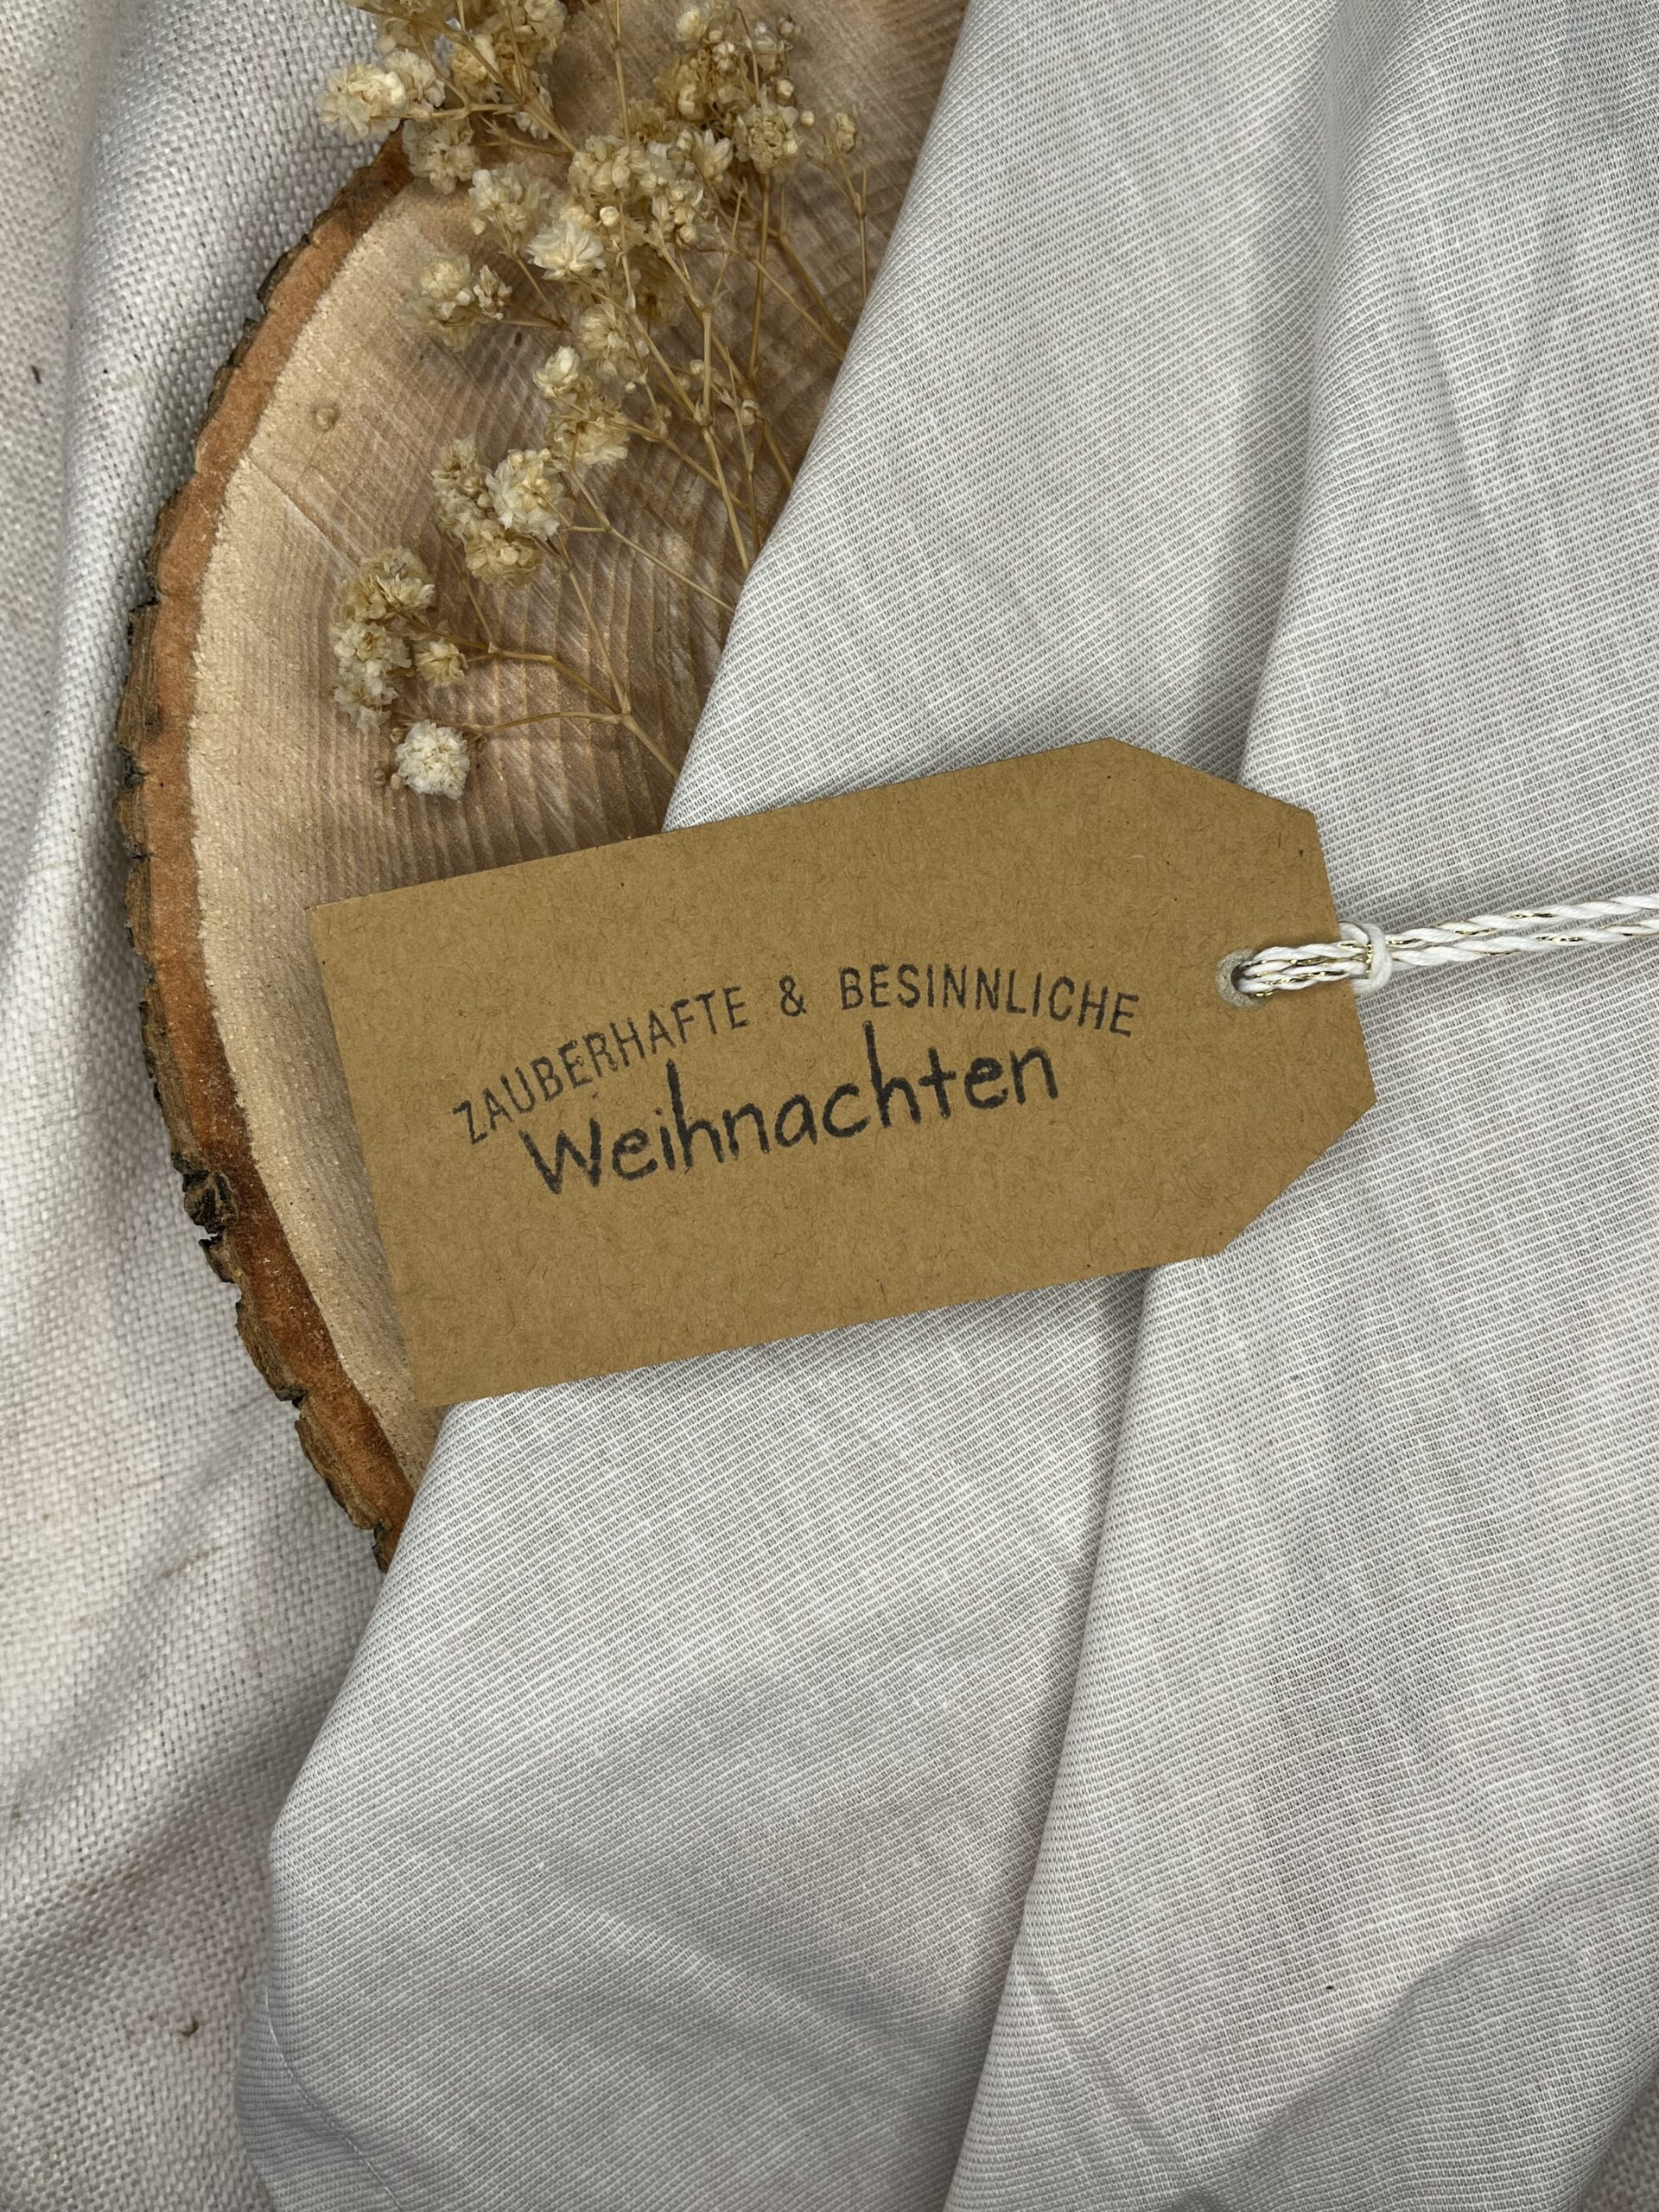 ZAUBERHAFTE & BESINNLICHE
Weihnachten